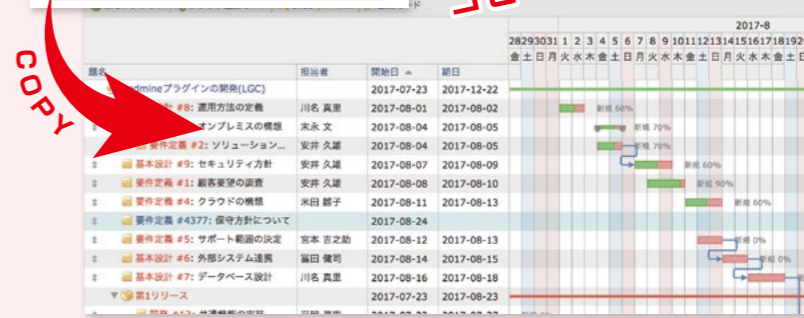 COPY
ード
2017-8
28 29 30 31 1 2 3 4 5 6 7 8 9 10 11 12 13 14 15 16 17 18 19 2
金 土 日 月 火 水 木 金 土 日 月 火 水 木 金 土 日 月 火 水 木 金 土 日
題名 担当者 開始日 期日
dmineプラグインの開発(LGC) 2017-07-23 2017-12-22
計 #8: 運用方法の定義 川名 真里 2017-08-01 2017-08-02 新規 60%
オンプレミスの構想 末永 文 2017-08-04 2017-08-05 新規 70%
要件定義 #2: ソリューション... 安井 久雄 2017-08-04 2017-08-05 新規 70%
基本設計 #9: セキュリティ方針 安井 久雄 2017-08-07 2017-08-09 新規 60%
要件定義 #1: 顧客要望の調査 安井 久雄 2017-08-08 2017-08-10 新規 90%
要件定義 #4: クラウドの構想 米田 雛子 2017-08-11 2017-08-13 新規 60%
要件定義 #4377: 保守方針について 2017-08-24
要件定義 #5: サポート範囲の決定 宮本 吉之助 2017-08-12 2017-08-13 新規 0%
基本設計 #6: 外部システム連携 冨田 健司 2017-08-14 2017-08-15 新規 0%
基本設計 #7: データベース設計 川名 真里 2017-08-16 2017-08-18
第1リリース 2017-07-23 2017-08-23